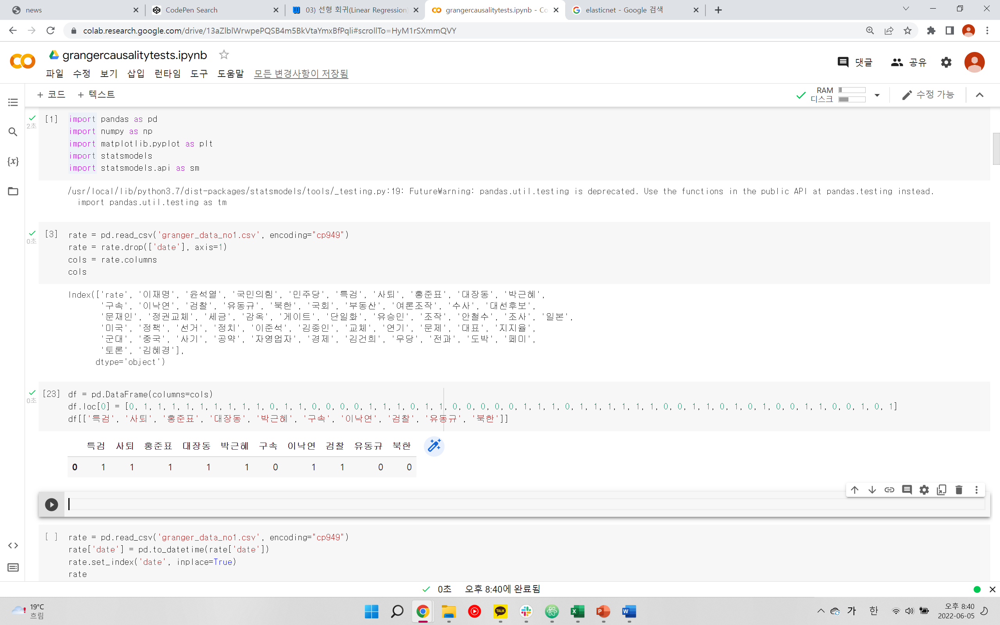 news
CodePen Search
03) 선형 회귀(Linear Regression)
grangercausalitytests.ipynb - Co
elasticnet - Google 검색
colab.research.google.com/drive/13aZlblWrwpePQSB4m5BkVtaYmxBfPqli#scrollTo=HyM1rSXmmQVY
grangercausalitytests.ipynb
댓글
공유
파일 수정 보기 삽입 런타임 도구 도움말 모든 변경사항이 저장됨
+ 코드 + 텍스트
RAM
디스크
수정 가능
[1] import pandas as pd
2초
import numpy as np
import matplotlib.pyplot as plt
import statsmodels
import statsmodels.api as sm
/usr/local/lib/python3.7/dist-packages/statsmodels/tools/_testing.py:19: FutureWarning: pandas.util.testing is deprecated. Use the functions in the public API at pandas.testing instead.
import pandas.util.testing as tm
[3] rate = pd.read_csv('granger_data_no1.csv', encoding="cp949")
0초
rate = rate.drop(['date'], axis=1)
cols = rate.columns
cols
Index(['rate', '이재명', '윤석열', '국민의힘', '민주당', '특검', '사퇴', '홍준표', '대장동', '박근혜',
'구속', '이낙연', '검찰', '유동규', '북한', '국회', '부동산', '여론조작', '수사', '대선후보',
'문재인', '정권교체', '세금', '감옥', '게이트', '단일화', '유승민', '조작', '안철수', '조사', '일본',
'미국', '정책', '선거', '정치', '이준석', '김종인', '교체', '연기', '문제', '대표', '지지율',
'군대', '중국', '사기', '공약', '자영업자', '경제', '김건희', '무당', '전과', '도박', '페미',
'토론', '김혜경'],
dtype='object')
[23] df = pd.DataFrame(columns=cols)
0초
df.loc[0] = [0, 1, 1, 1, 1, 1, 1, 1, 1, 1, 0, 1, 1, 0, 0, 0, 0, 1, 1, 1, 0, 1, 1, 0, 0, 0, 0, 0, 1, 1, 1, 0, 1, 1, 1, 1, 1, 1, 0, 0, 1, 1, 0, 1, 0, 1, 0, 0, 1, 1, 0, 0, 1, 0, 1]
df[['특검', '사퇴', '홍준표', '대장동', '박근혜', '구속', '이낙연', '검찰', '유동규', '북한']]
특검 사퇴 홍준표 대장동 박근혜 구속 이낙연 검찰 유동규 북한
0 1 1 1 1 1 0 1 1 0 0
[ ] rate = pd.read_csv('granger_data_no1.csv', encoding="cp949")
rate['date'] = pd.to_datetime(rate['date'])
rate.set_index('date', inplace=True)
rate
0초 오후 8:40에 완료됨
19°C
흐림
TALK
가 한
오후 8:40
2022-06-05